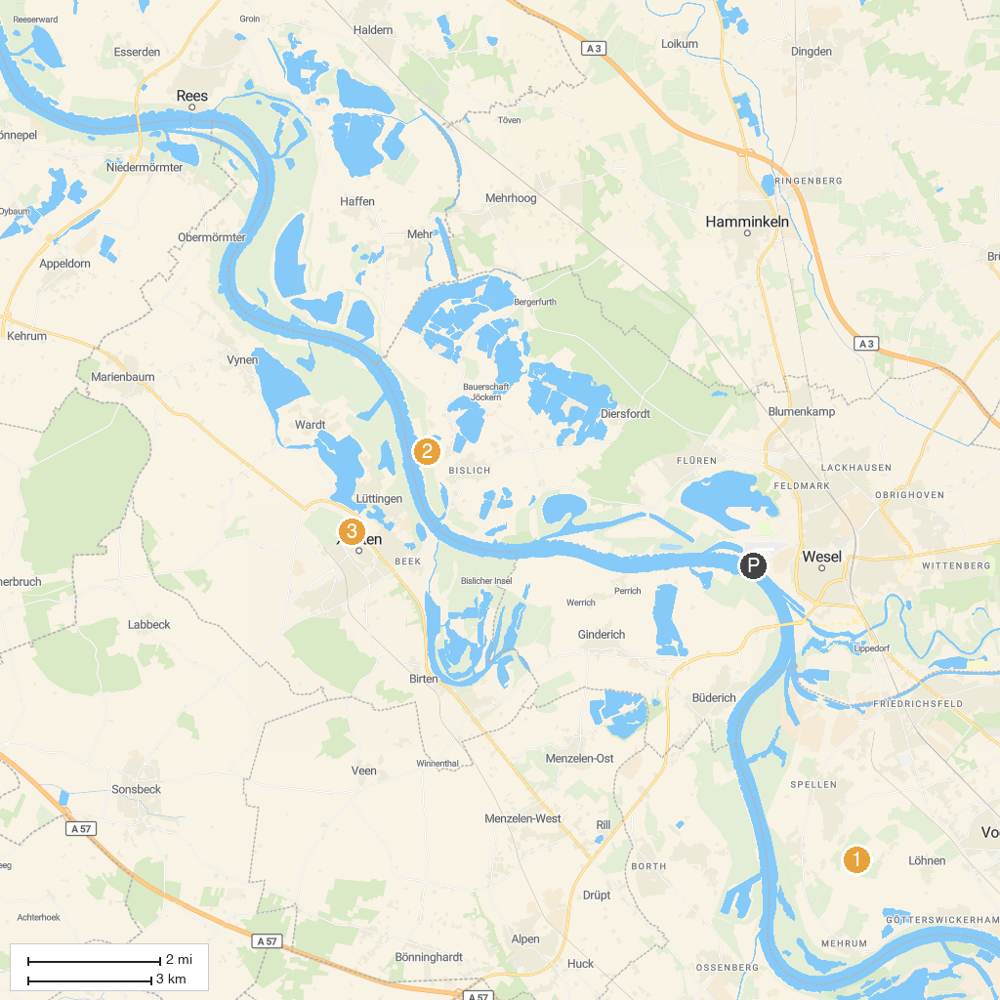 Reeserward
Groin
Haldern
Loikum
Dingden
Esserden
A 3
Rees
Töven
Niedermörmter
RINGENBERG
Haffen
Mehrhoog
Hamminkeln
Obermörmter
Mehr
Appeldorn
Bergerfurth
Kehrum
A 3
Vynen
Marienbaum
Bauerschaft
Jöckern
Diersfordt
Blumenkamp
Wardt
2
BISLICH
FLÜREN
LACKHAUSEN
FELDMARK
OBRIGHOVEN
Lüttingen
3
BEEK
P
Wesel
WITTENBERG
Bislicher Insel
Perrich
Werrich
Labbeck
Ginderich
Lippedorf
Birten
Büderich
FRIEDRICHSFELD
Menzelen-Ost
Winnenthal
Veen
Sonsbeck
SPELLEN
Menzelen-West
Rill
A 57
1
Löhnen
BORTH
Drüpt
Achterhoek
GÖTTERSWICKERHAM
A 57
Alpen
MEHRUM
2 mi
Bönninghardt
Huck
OSSENBERG
3 km
A 57